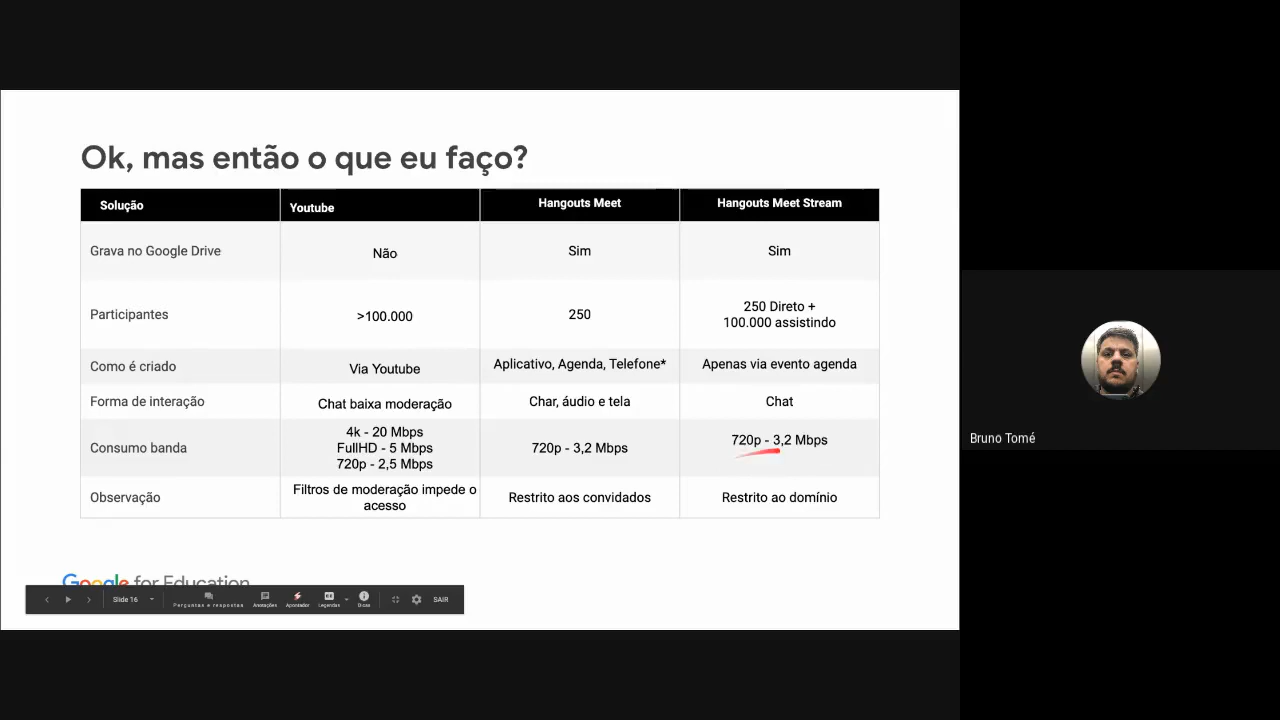 Ok, mas então o que eu faço?
Solução Youtube Hangouts Meet Hangouts Meet Stream
Grava no Google Drive Não Sim Sim
Participantes >100.000 250 250 Direto +
100.000 assistindo
Como é criado Via Youtube Aplicativo, Agenda, Telefone* Apenas via evento agenda
Forma de interação Chat baixa moderação Char, áudio e tela Chat
Consumo banda 4k - 20 Mbps
FullHD - 5 Mbps
720p - 2,5 Mbps 720p - 3,2 Mbps 720p - 3,2 Mbps
Observação Filtros de moderação impede o
acesso Restrito aos convidados Restrito ao domínio
Google for Education
Slide 16 Perguntas e respostas Anotações Apontador Legendas Dicas SAIR
Bruno Tomé